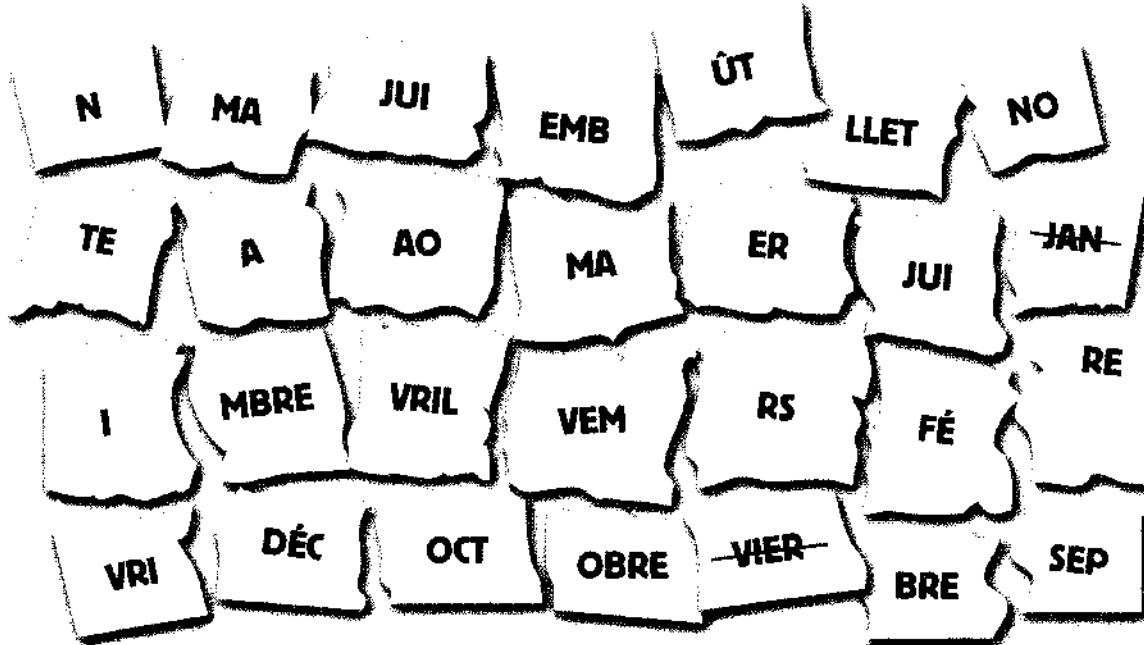 N MA JUI EMB ÛT LLET NO
TE A AO MA ER JUI JAN
I MBRE VRIL VEM RS FÉ RE
VRI DÉC OCT OBRE VIER BRE SEP